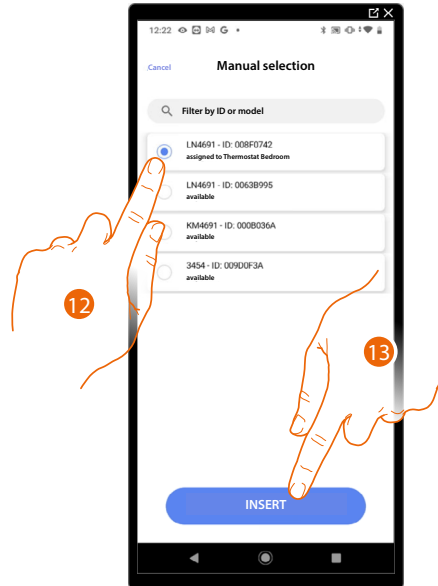 12:22 G
.Cancel
Manual selection
Filter by ID or model
LN4691 - ID: 008F0742
assigned to Thermostat Bedroom
LN4691 - ID: 0063B995
available
KM4691 - ID: 000B036A
available
3454 - ID: 009D0F3A
available
12
13
INSERT